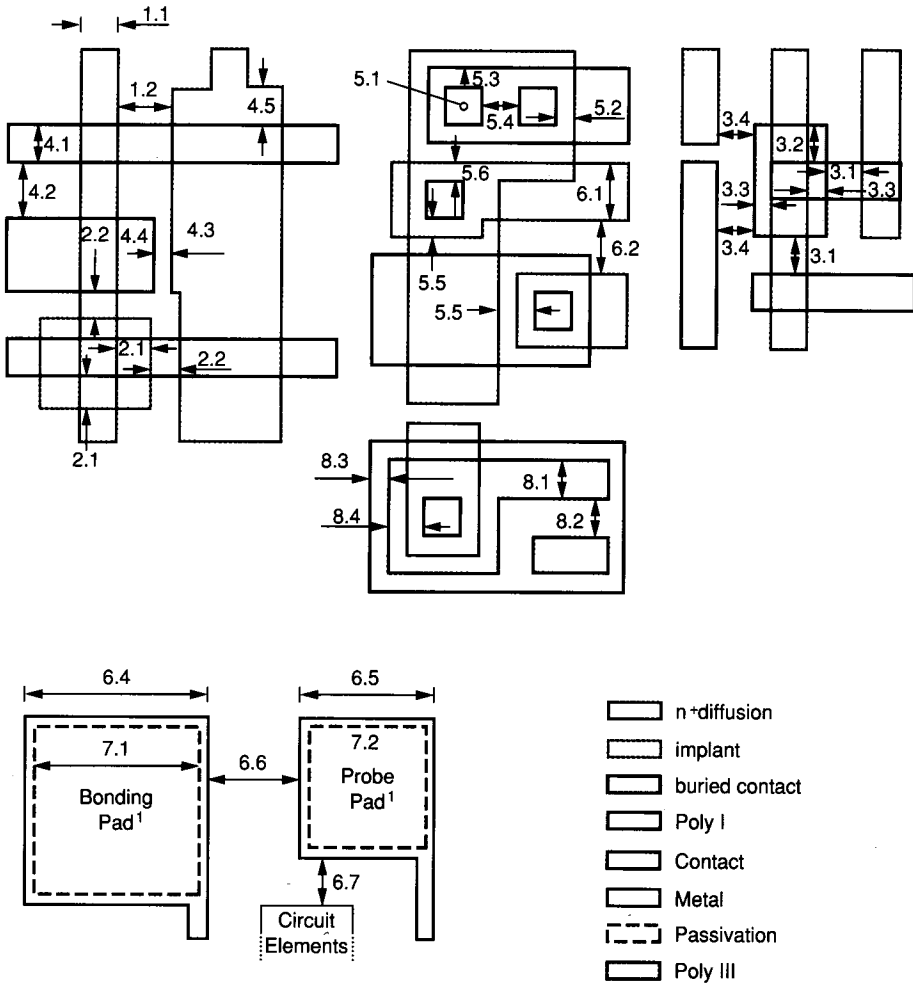 1.1
1.2
4.5
4.1
4.2
2.2
4.4
4.3
2.1
2.2
2.1
5.1
5.3
5.4
5.2
5.6
6.1
5.5
6.2
5.5
3.4
3.2
3.1
3.3
3.3
3.4
3.1
8.3
8.1
8.4
8.2
6.4
6.5
7.1
7.2
6.6
Bonding
Pad1
Probe
Pad1
6.7
Circuit
Elements
n+diffusion
implant
buried contact
Poly I
Contact
Metal
Passivation
Poly III